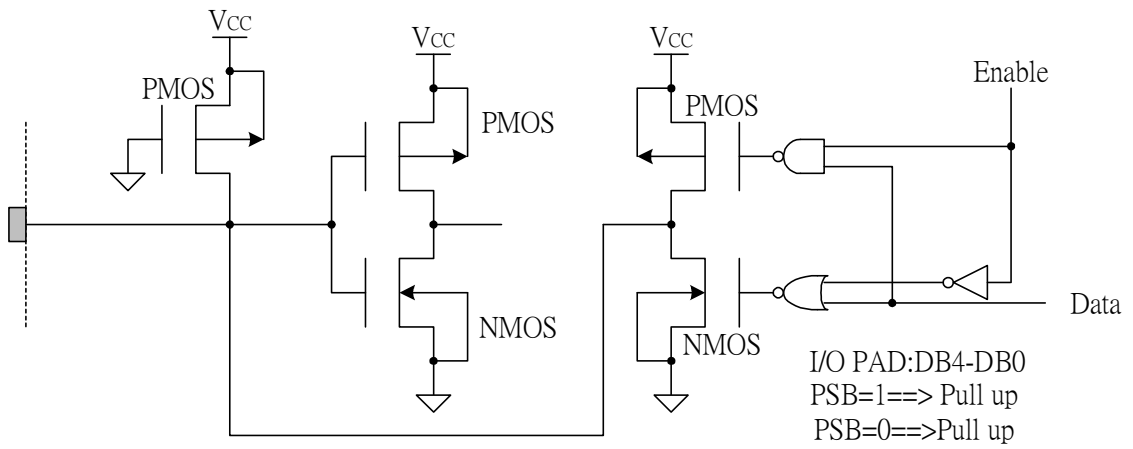 VCC
VCC
VCC
PMOS
PMOS
PMOS
Enable
NMOS
NMOS
Data
I/O PAD:DB4-DB0
PSB=1==> Pull up
PSB=0==>Pull up